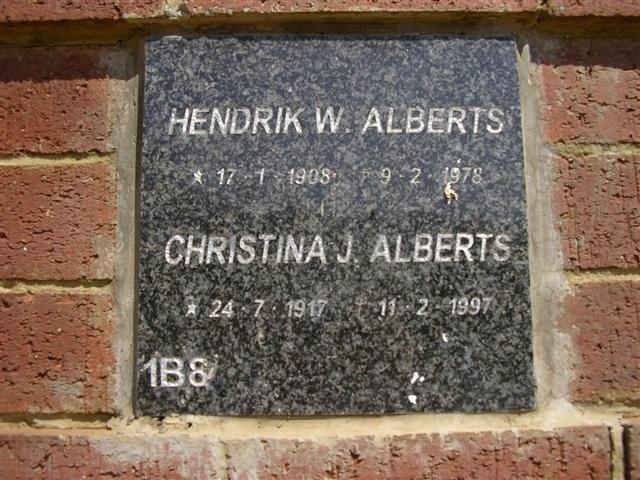 HENDRIK W. ALBERTS
* 17 · 1 · 1908 † 9 · 2 · 1978
CHRISTINA J. ALBERTS
* 24 · 7 · 1917 † 11 · 2 · 1997
1B8